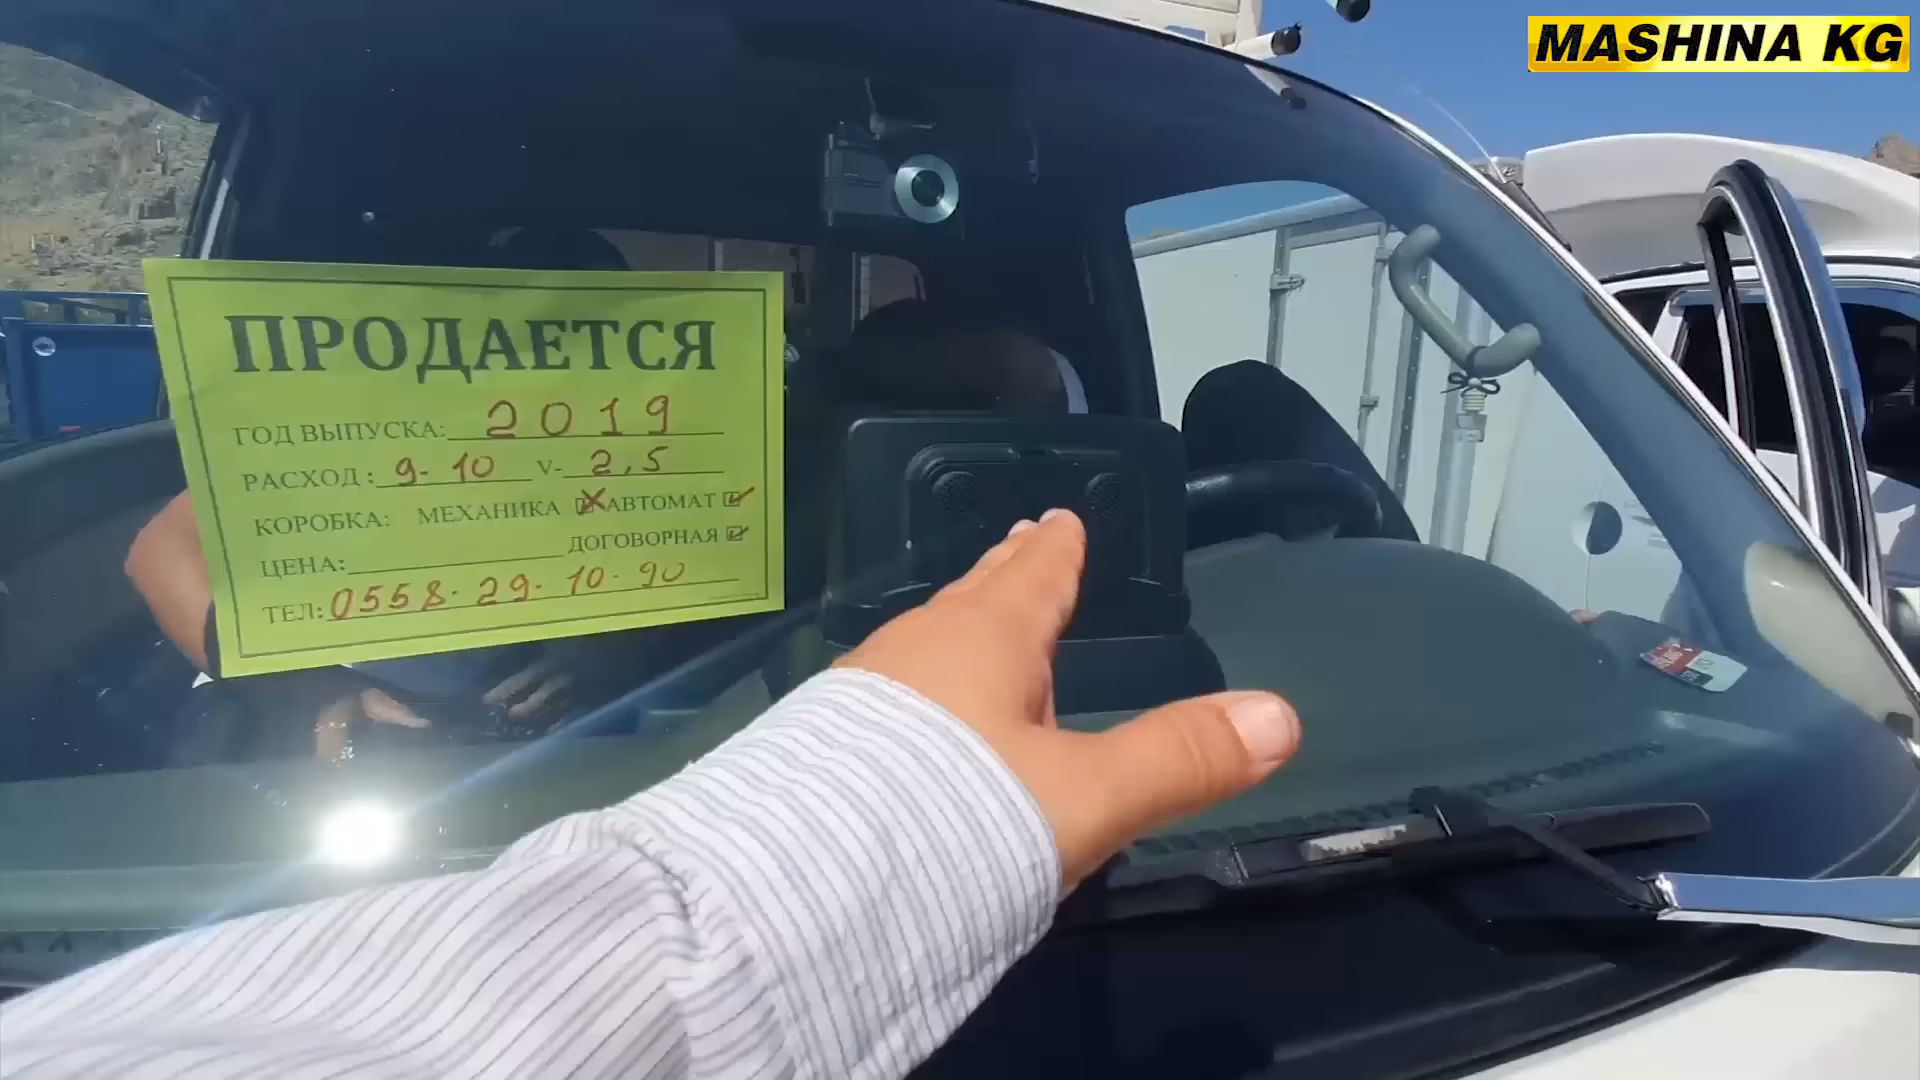 MASHINA KG
ПРОДАЕТСЯ
ГОД ВЫПУСКА: 2019
РАСХОД: 9-10 V- 2,5
КОРОБКА: МЕХАНИКА АВТОМАТ
ЦЕНА: ДОГОВОРНАЯ
ТЕЛ: 0558-29-10-90